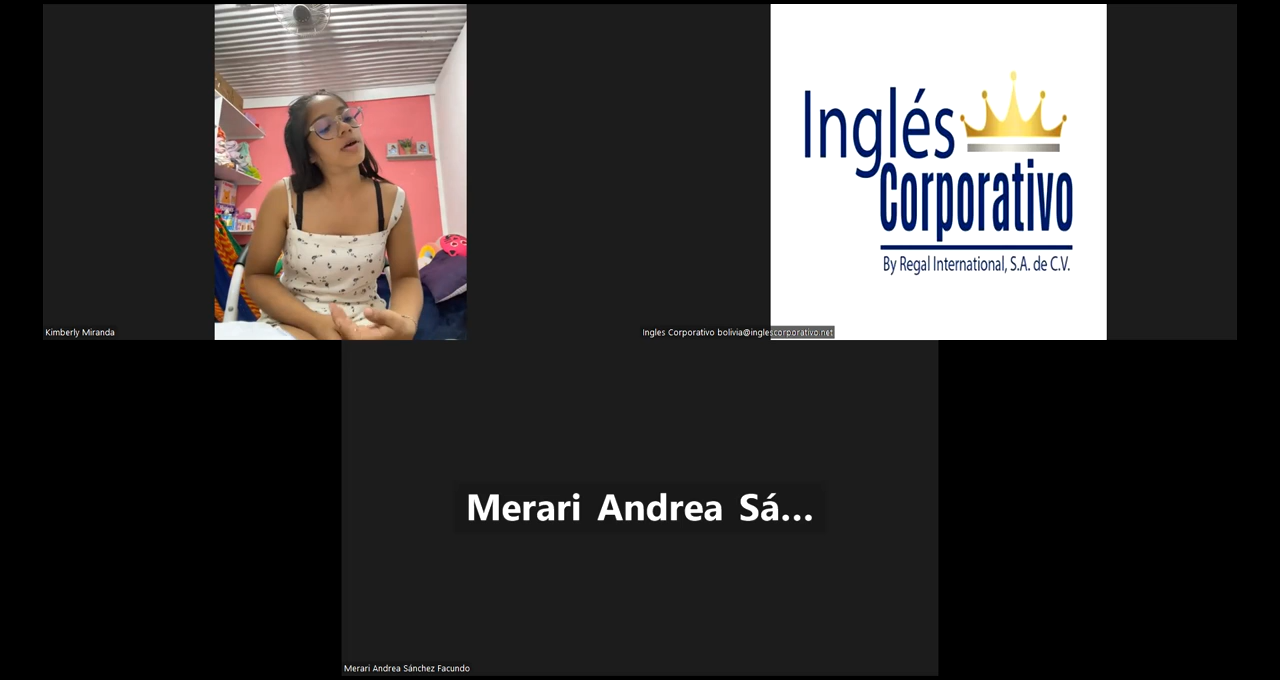 Inglés
Corporativo
By Regal International, S.A. de C.V.
Kimberly Miranda
Ingles Corporativo bolivia@inglescorporativo.net
Merari Andrea Sá...
Merari Andrea Sánchez Facundo